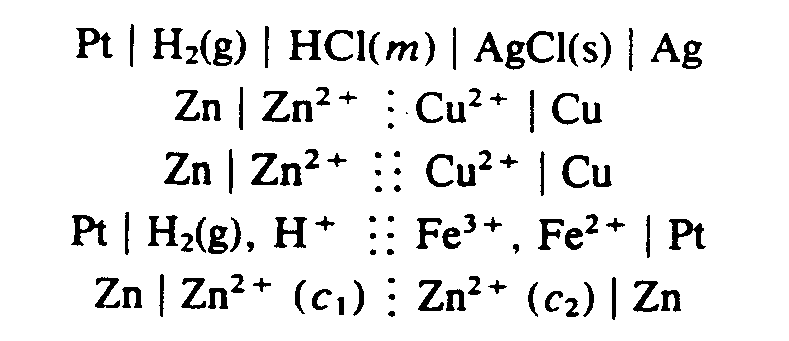 Pt | H₂(g) | HCl(m) | AgCl(s) | Ag
Zn | Zn²⁺ ⋮ Cu²⁺ | Cu
Zn | Zn²⁺ ⋮⋮ Cu²⁺ | Cu
Pt | H₂(g), H⁺ ⋮⋮ Fe³⁺, Fe²⁺ | Pt
Zn | Zn²⁺ (c₁) ⋮ Zn²⁺ (c₂) | Zn